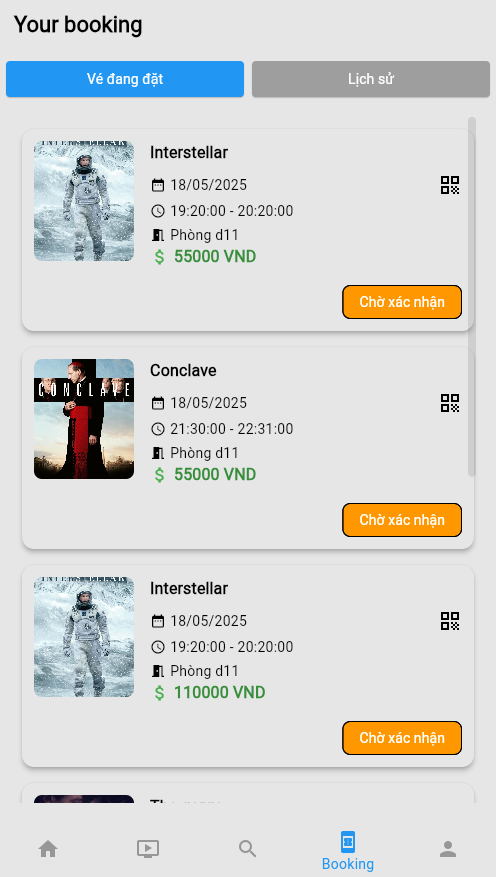 Your booking
Vé đang đặt
Lịch sử
INTERSTELLAR
Interstellar
18/05/2025
19:20:00 - 20:20:00
Phòng d11
$ 55000 VND
Chờ xác nhận
CONCLAVE
Conclave
18/05/2025
21:30:00 - 22:31:00
Phòng d11
$ 55000 VND
Chờ xác nhận
INTERSTELLAR
Interstellar
18/05/2025
19:20:00 - 20:20:00
Phòng d11
$ 110000 VND
Chờ xác nhận
Booking